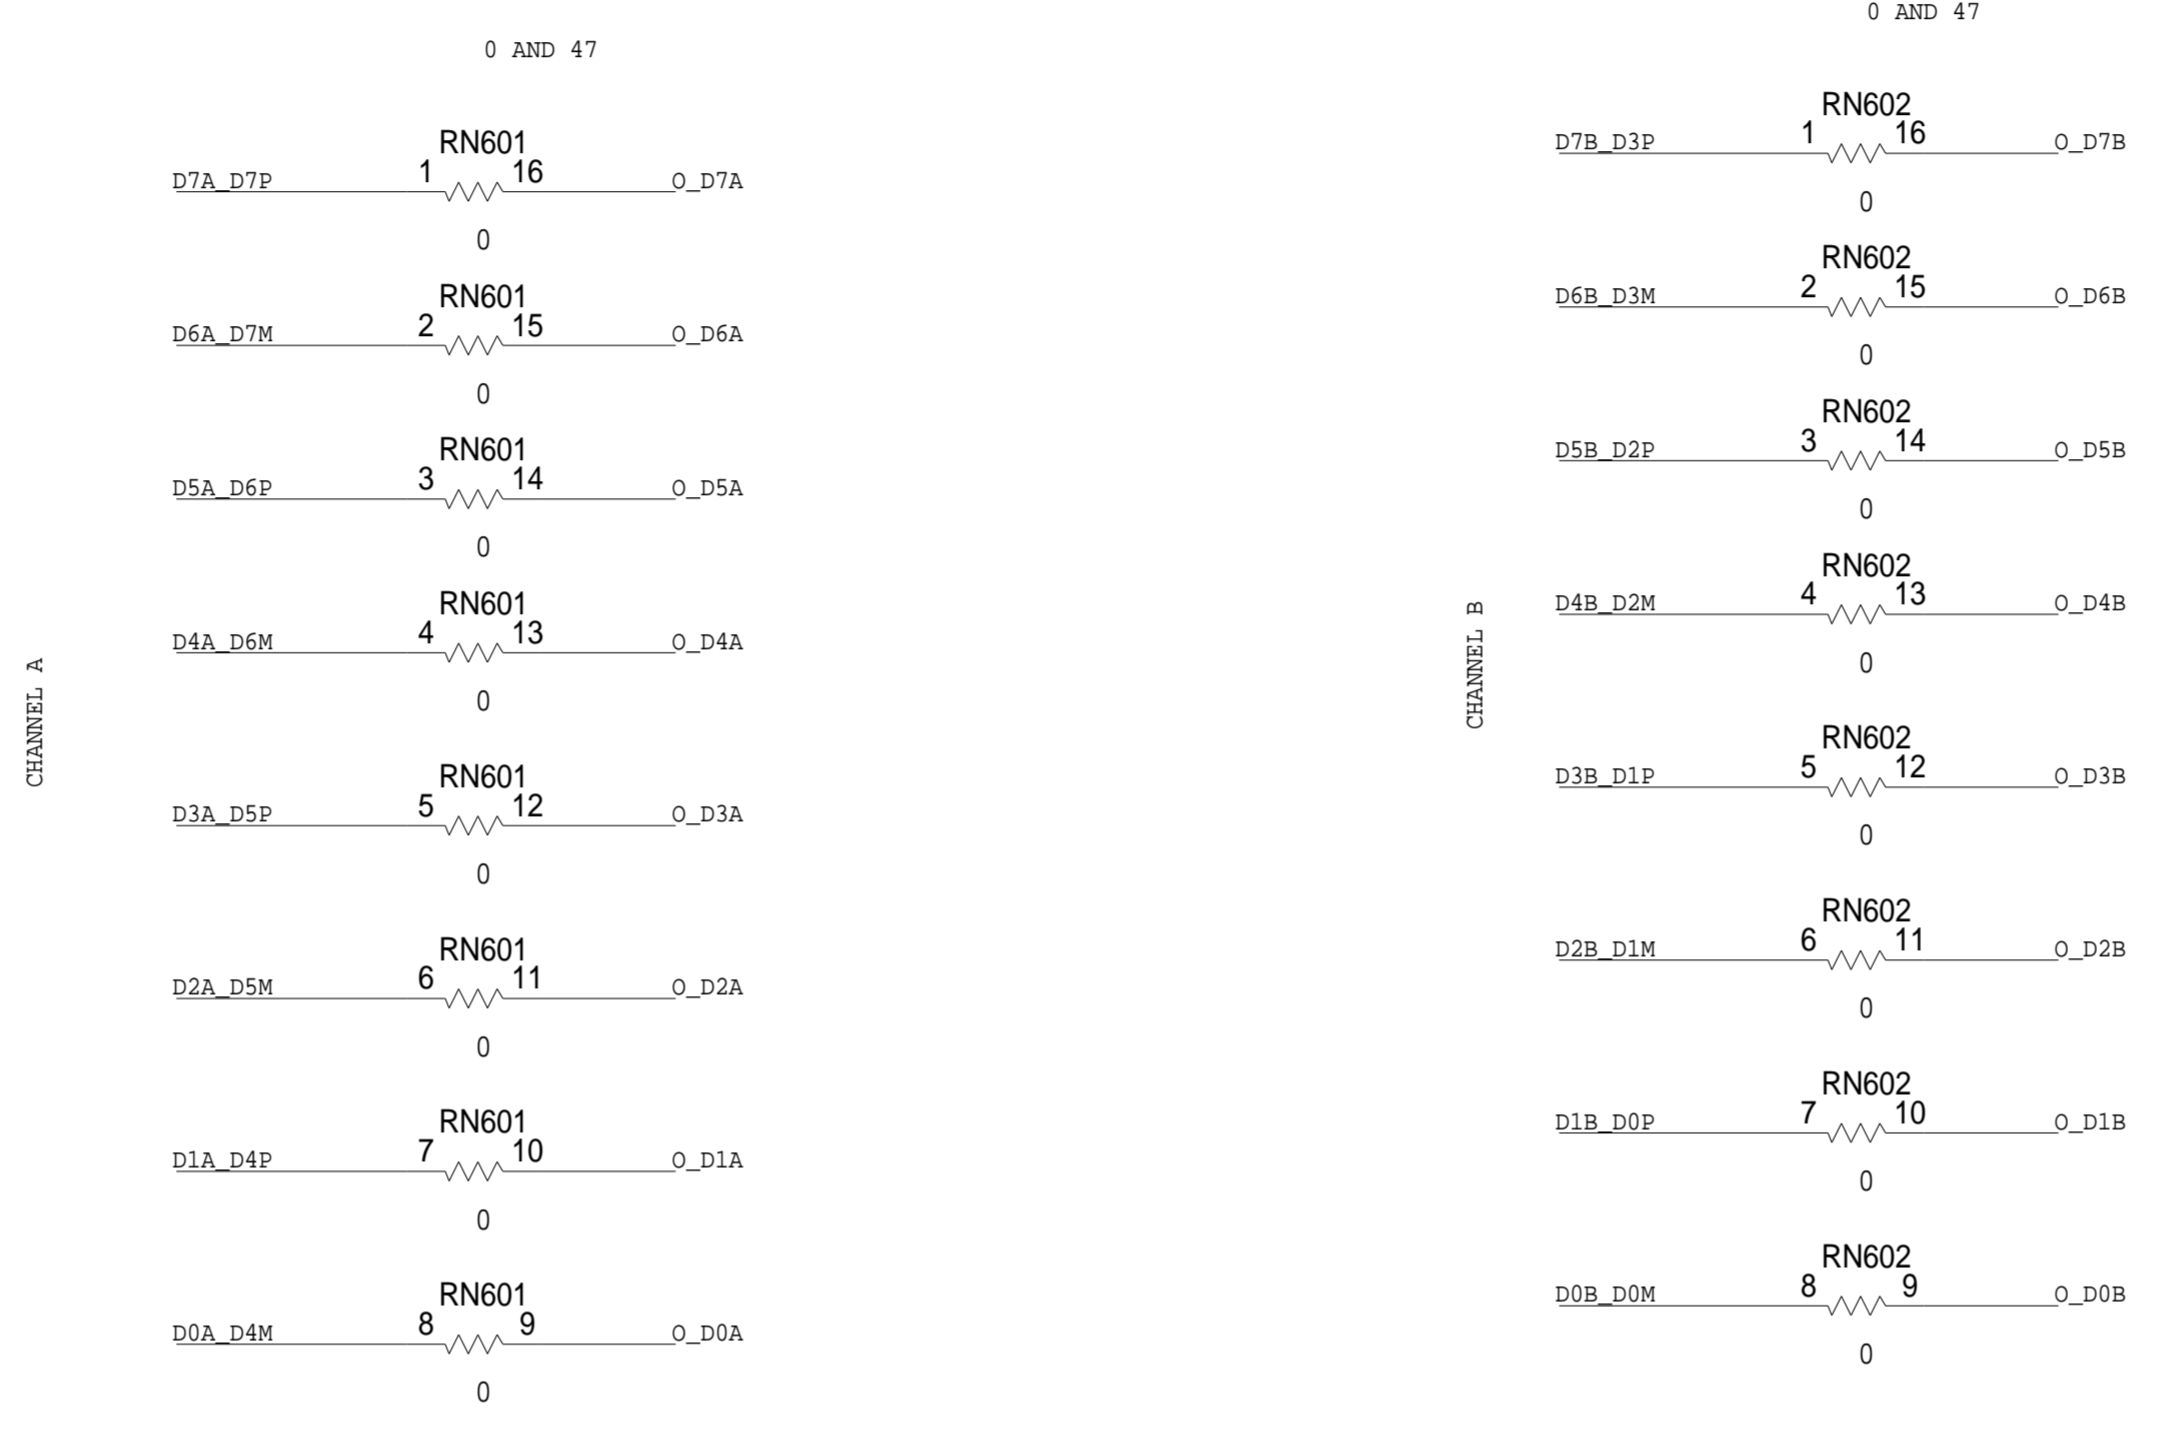 0 AND 47
CHANNEL A
RN601
D7A_D7P 1 16 O_D7A
0
RN601
D6A_D7M 2 15 O_D6A
0
RN601
D5A_D6P 3 14 O_D5A
0
RN601
D4A_D6M 4 13 O_D4A
0
RN601
D3A_D5P 5 12 O_D3A
0
RN601
D2A_D5M 6 11 O_D2A
0
RN601
D1A_D4P 7 10 O_D1A
0
RN601
D0A_D4M 8 9 O_D0A
0
0 AND 47
CHANNEL B
RN602
D7B_D3P 1 16 O_D7B
0
RN602
D6B_D3M 2 15 O_D6B
0
RN602
D5B_D2P 3 14 O_D5B
0
RN602
D4B_D2M 4 13 O_D4B
0
RN602
D3B_D1P 5 12 O_D3B
0
RN602
D2B_D1M 6 11 O_D2B
0
RN602
D1B_D0P 7 10 O_D1B
0
RN602
D0B_D0M 8 9 O_D0B
0